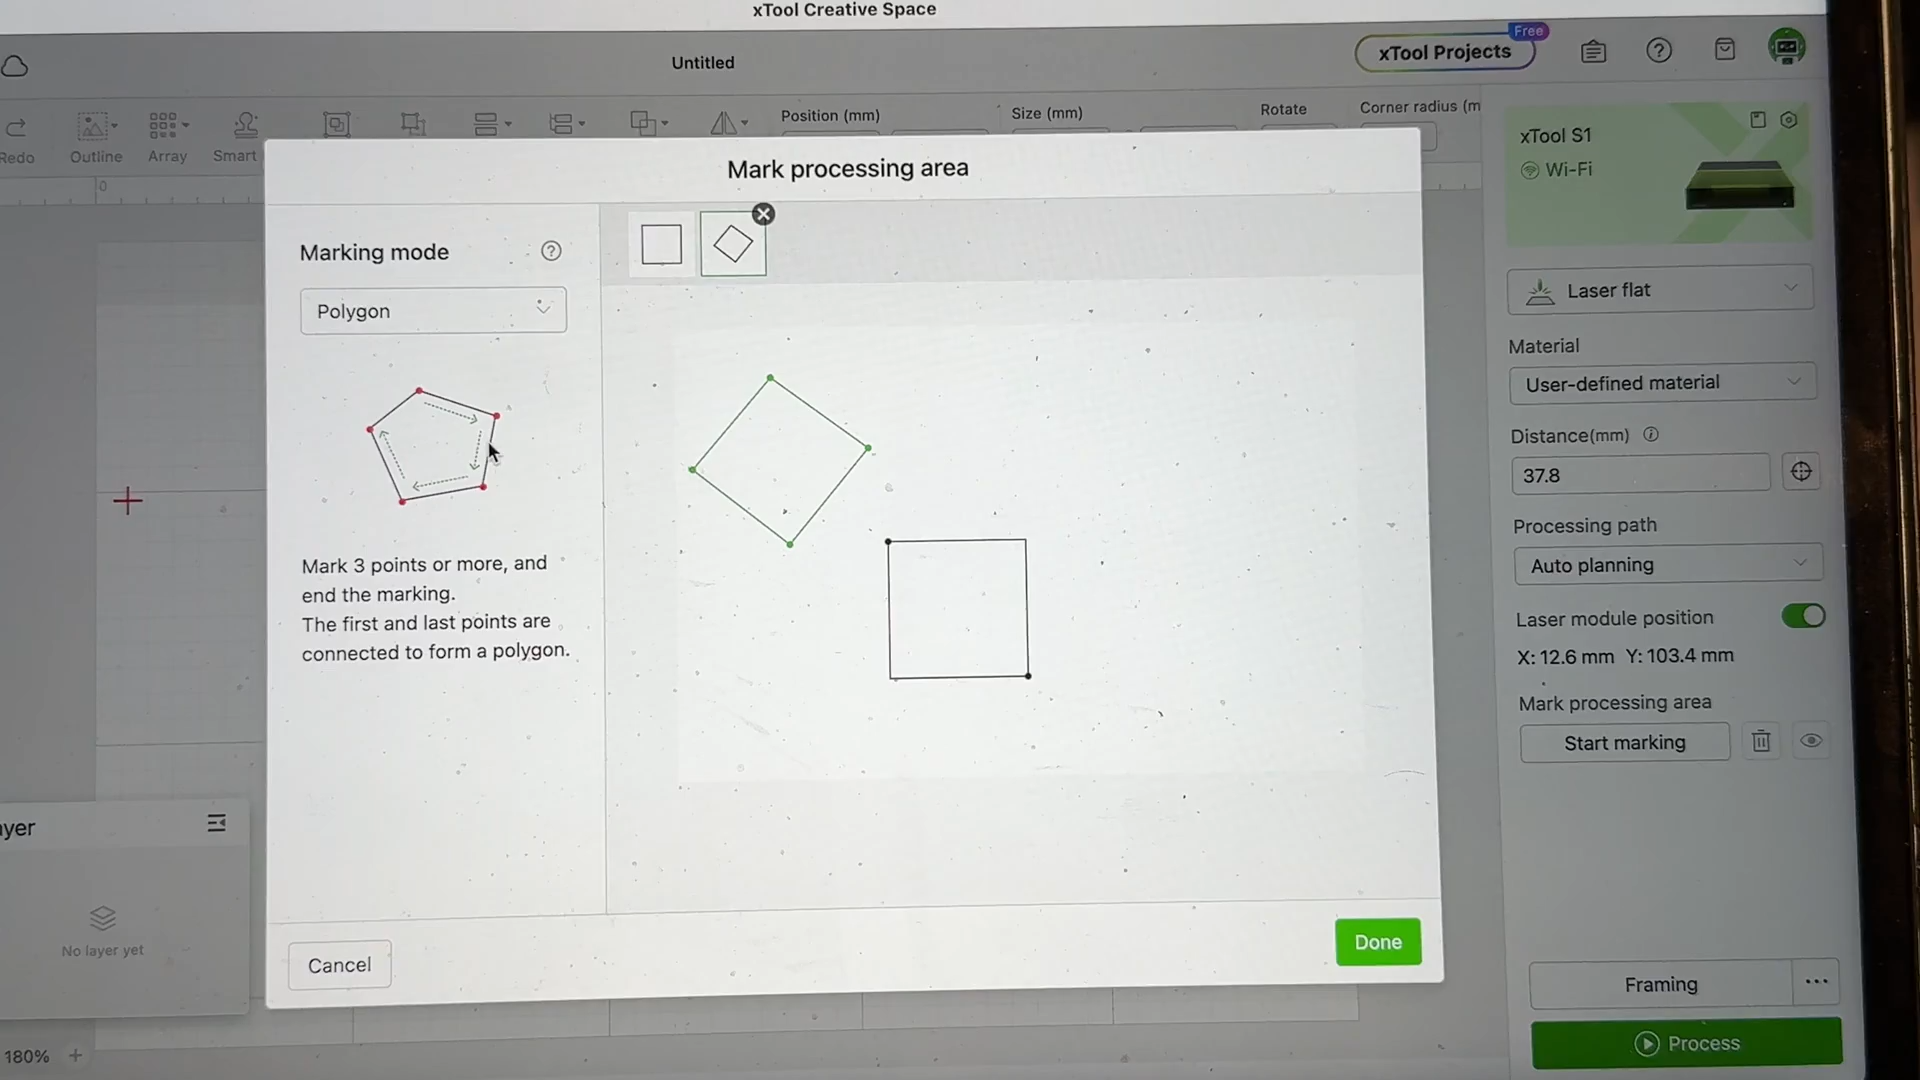 xTool Creative Space
Untitled
xTool Projects
Free
Redo
Outline
Array
Smart
Position (mm)
Size (mm)
Rotate
Corner radius (m
0
Mark processing area
Marking mode
Polygon
Mark 3 points or more, and
end the marking.
The first and last points are
connected to form a polygon.
Cancel
Done
yer
No layer yet
180%
xTool S1
Wi-Fi
Laser flat
Material
User-defined material
Distance(mm)
37.8
Processing path
Auto planning
Laser module position
X: 12.6 mm Y: 103.4 mm
Mark processing area
Start marking
Framing
Process